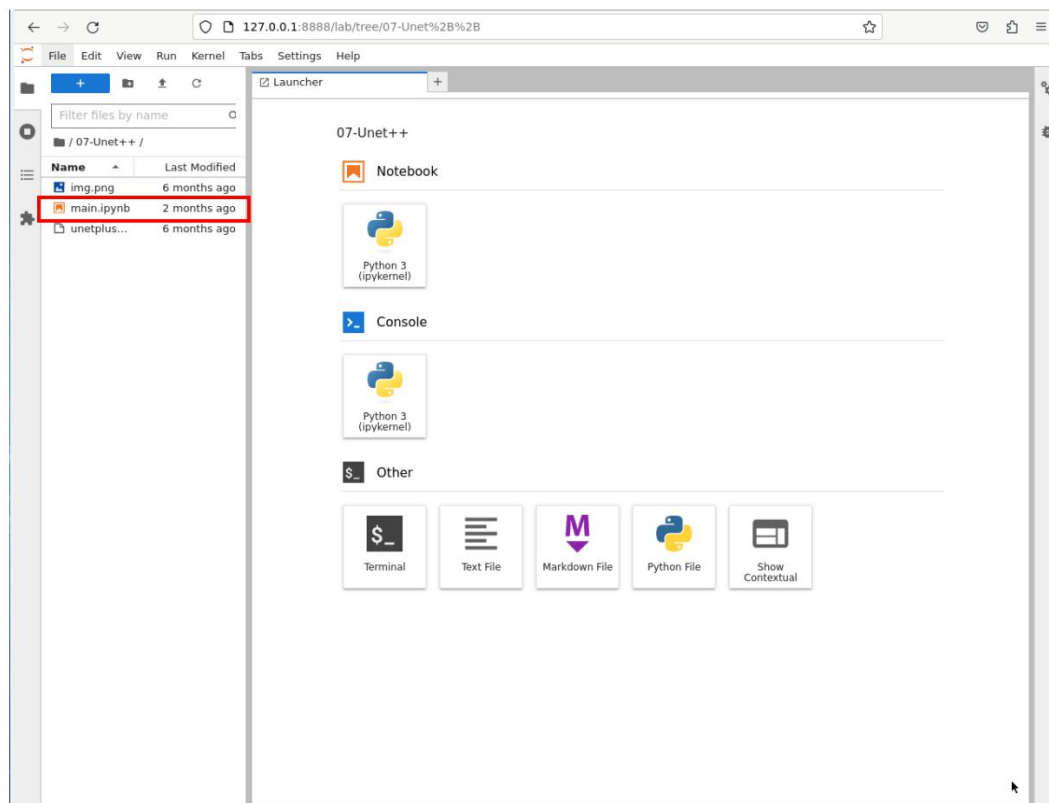 127.0.0.1:8888/lab/tree/07-Unet%2B%2B
File Edit View Run Kernel Tabs Settings Help
+
Launcher +
Filter files by name
/ 07-Unet++ /
Name Last Modified
img.png 6 months ago
main.ipynb 2 months ago
unetplus... 6 months ago
07-Unet++
Notebook
Python 3
(ipykernel)
>_ Console
Python 3
(ipykernel)
$_ Other
$_ M
Terminal Text File Markdown File Python File Show
Contextual